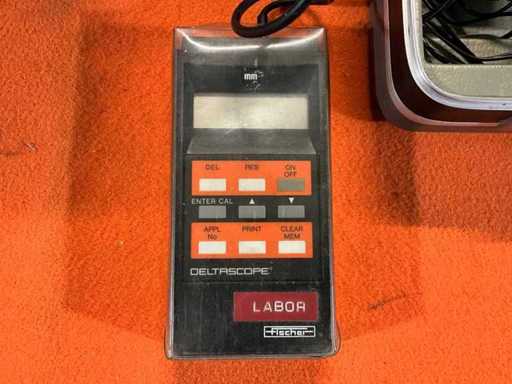 mm
DEL RES ON
OFF
ENTER CAL ▲ ▼
APPL PRINT CLEAR
No MEM
DELTASCOPE
LABOR
fischer